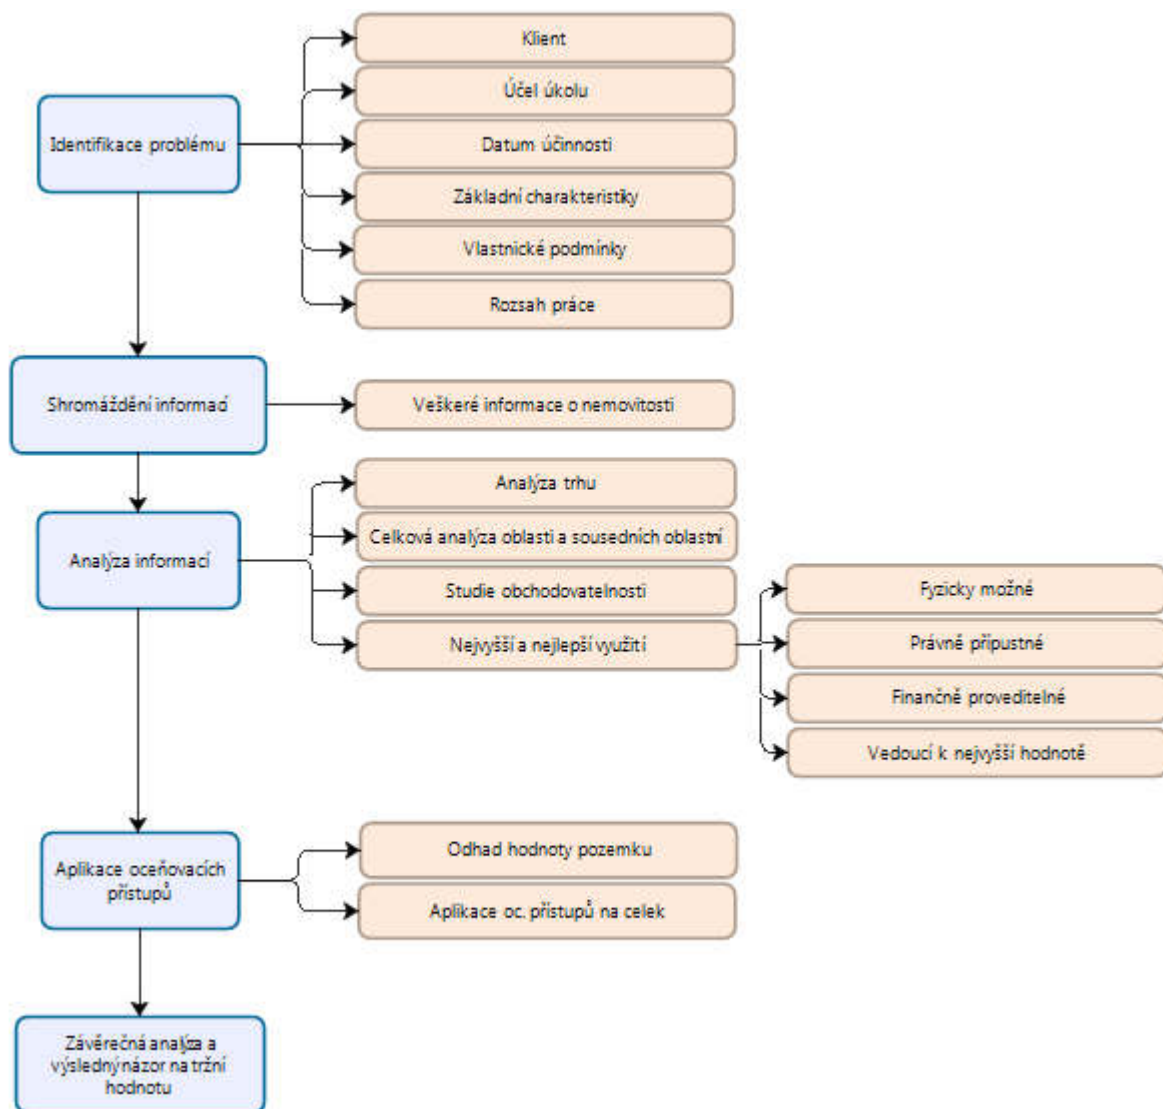 Klient
Účel úkolu
Identifikace problému
Datum účinnosti
Základní charakteristiky
Vlastnické podmínky
Rozsah práce
Shromáždění informací
Veškeré informace o nemovitosti
Analýza trhu
Celková analýza oblasti a sousedních oblastní
Analýza informací
Studie obchodovatelnosti
Nejvyšší a nejlepší využití
Fyzicky možné
Právně přípustné
Finančně proveditelné
Vedoucí k nejvyšší hodnotě
Odhad hodnoty pozemku
Aplikace oceňovacích
přístupů
Aplikace oc. přístupů na celek
Závěrečná analýza a
výsledný názor na tržní
hodnotu